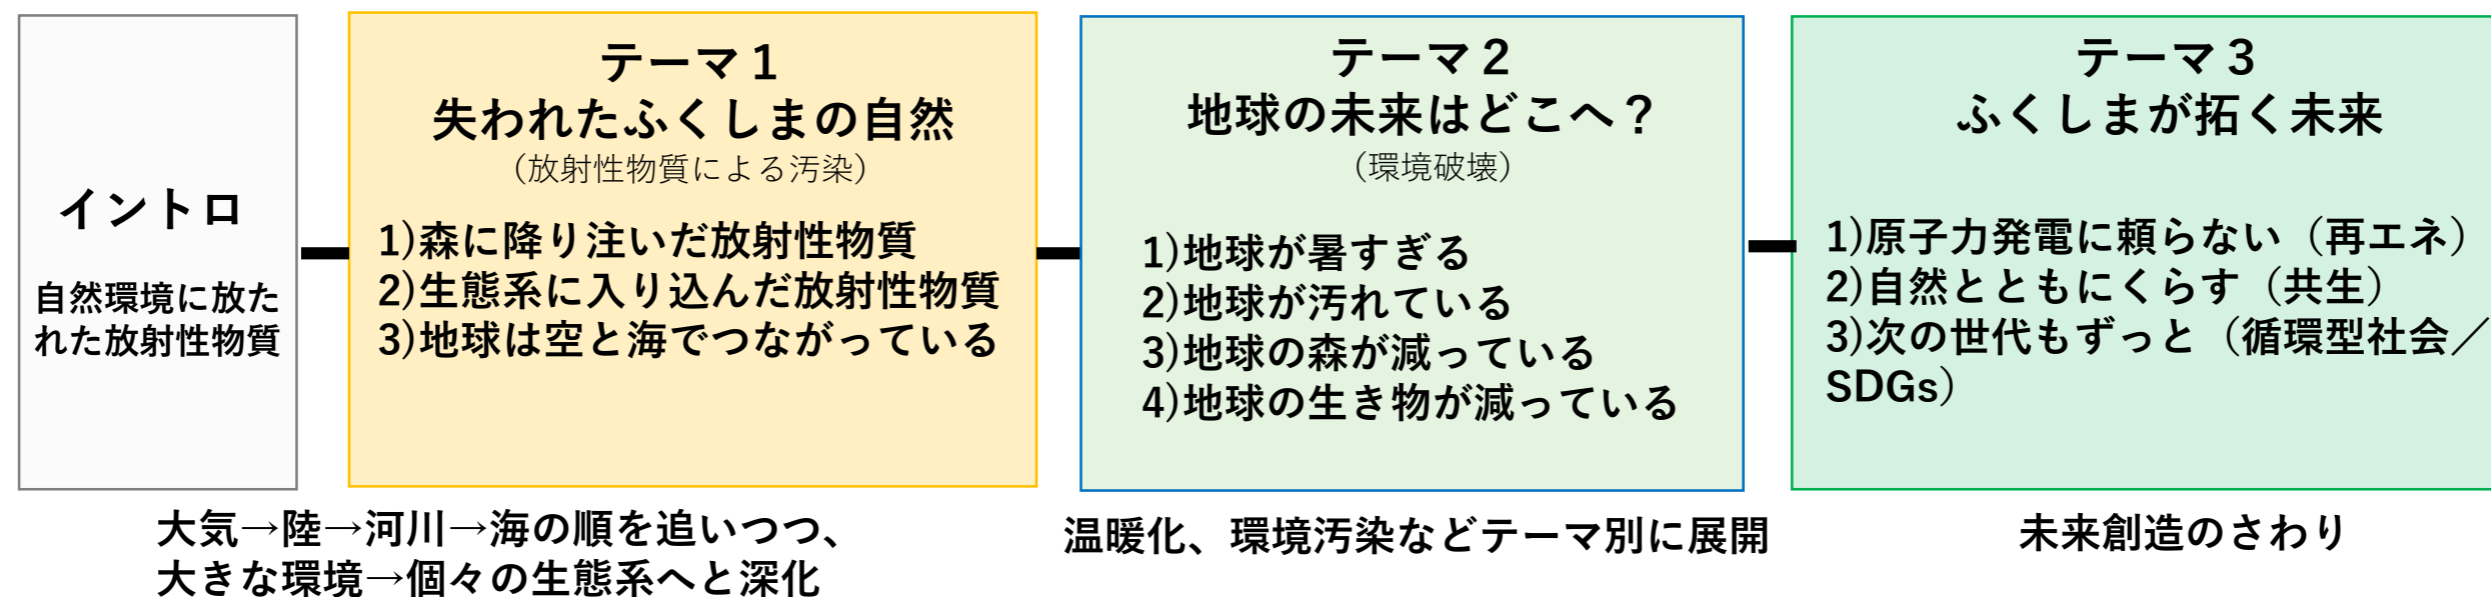 イントロ
自然環境に放た
れた放射性物質
テーマ１
失われたふくしまの自然
（放射性物質による汚染）
1)森に降り注いだ放射性物質
2)生態系に入り込んだ放射性物質
3)地球は空と海でつながっている
大気→陸→河川→海の順を追いつつ、
大きな環境→個々の生態系へと深化
テーマ２
地球の未来はどこへ？
（環境破壊）
1)地球が暑すぎる
2)地球が汚れている
3)地球の森が減っている
4)地球の生き物が減っている
温暖化、環境汚染などテーマ別に展開
テーマ３
ふくしまが拓く未来
1)原子力発電に頼らない（再エネ）
2)自然とともにくらす（共生）
3)次の世代もずっと（循環型社会／
SDGs）
未来創造のさわり